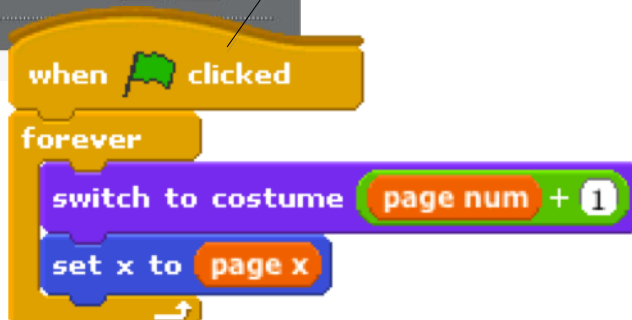 when clicked
forever
switch to costume page num + 1
set x to page x